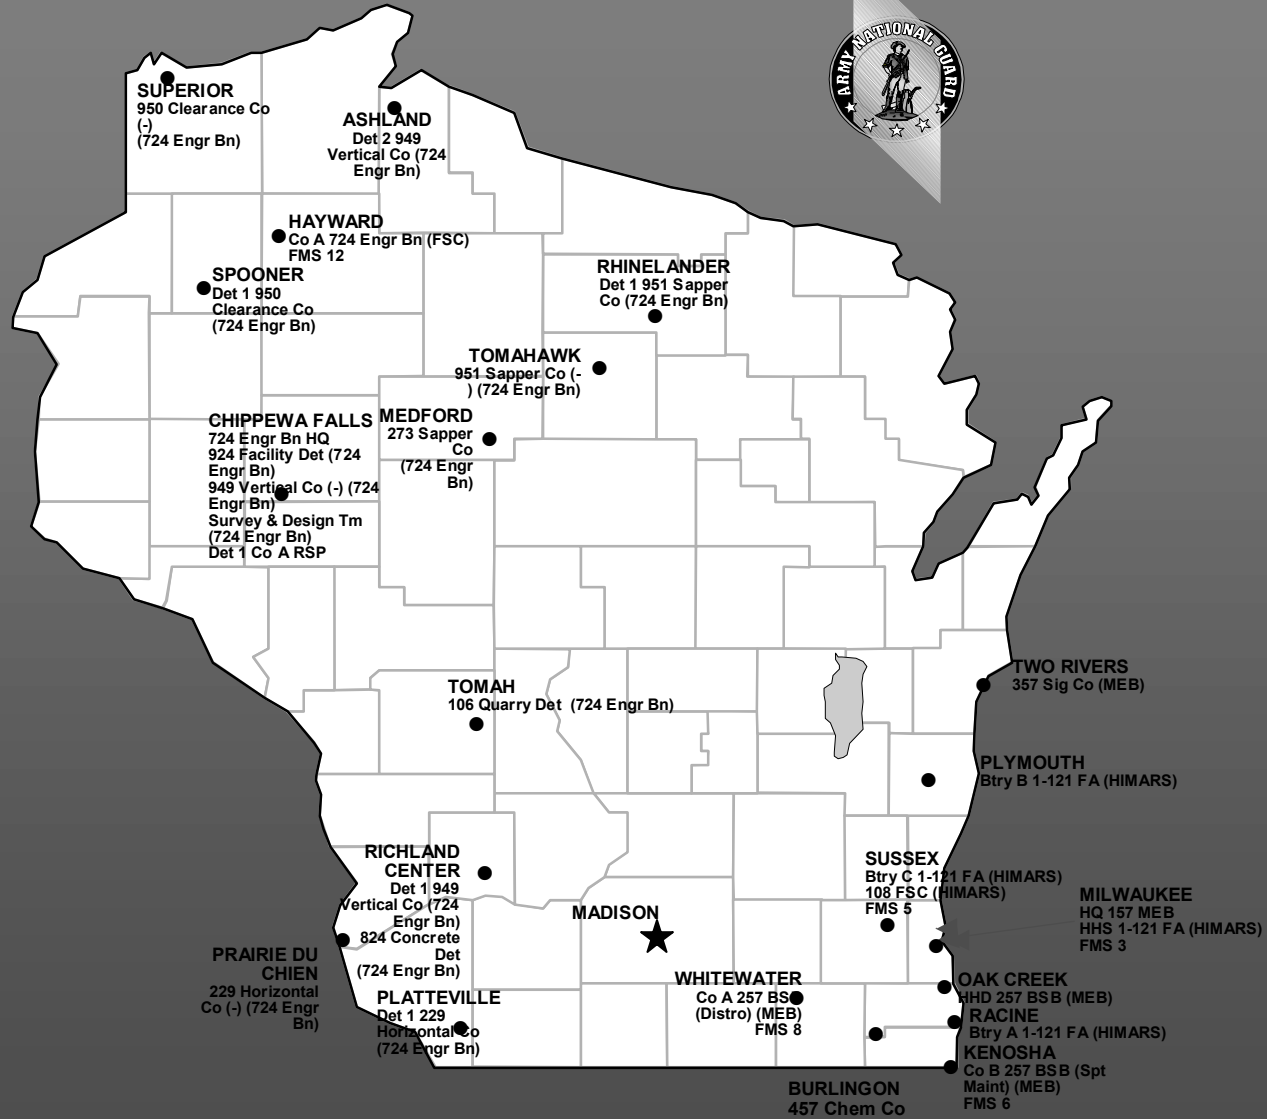 ARMY NATIONAL GUARD
SUPERIOR
950 Clearance Co
(-)
(724 Engr Bn)
ASHLAND
Det 2 949
Vertical Co (724
Engr Bn)
HAYWARD
Co A 724 Engr Bn (FSC)
FMS 12
SPOONER
Det 1 950
Clearance Co
(724 Engr Bn)
RHINELANDER
Det 1 951 Sapper
Co (724 Engr Bn)
TOMAHAWK
951 Sapper Co (-
) (724 Engr Bn)
CHIPPEWA FALLS
724 Engr Bn HQ
924 Facility Det (724
Engr Bn)
949 Vertical Co (-) (724
Engr Bn)
Survey & Design Tm
(724 Engr Bn)
Det 1 Co A RSP
MEDFORD
273 Sapper
Co
(724 Engr
Bn)
TWO RIVERS
357 Sig Co (MEB)
TOMAH
106 Quarry Det (724 Engr Bn)
PLYMOUTH
Btry B 1-121 FA (HIMARS)
RICHLAND
CENTER
Det 1 949
Vertical Co (724
Engr Bn)
824 Concrete
Det
(724 Engr Bn)
SUSSEX
Btry C 1-121 FA (HIMARS)
108 FSC (HIMARS)
FMS 5
MILWAUKEE
HQ 157 MEB
HHS 1-121 FA (HIMARS)
FMS 3
MADISON
PRAIRIE DU
CHIEN
229 Horizontal
Co (-) (724 Engr
Bn)
WHITEWATER
Co A 257 BSB
(Distro) (MEB)
FMS 8
OAK CREEK
HHD 257 BSB (MEB)
PLATTEVILLE
Det 1 229
Horizontal Co
(724 Engr Bn)
RACINE
Btry A 1-121 FA (HIMARS)
KENOSHA
Co B 257 BSB (Spt
Maint) (MEB)
FMS 6
BURLINGON
457 Chem Co